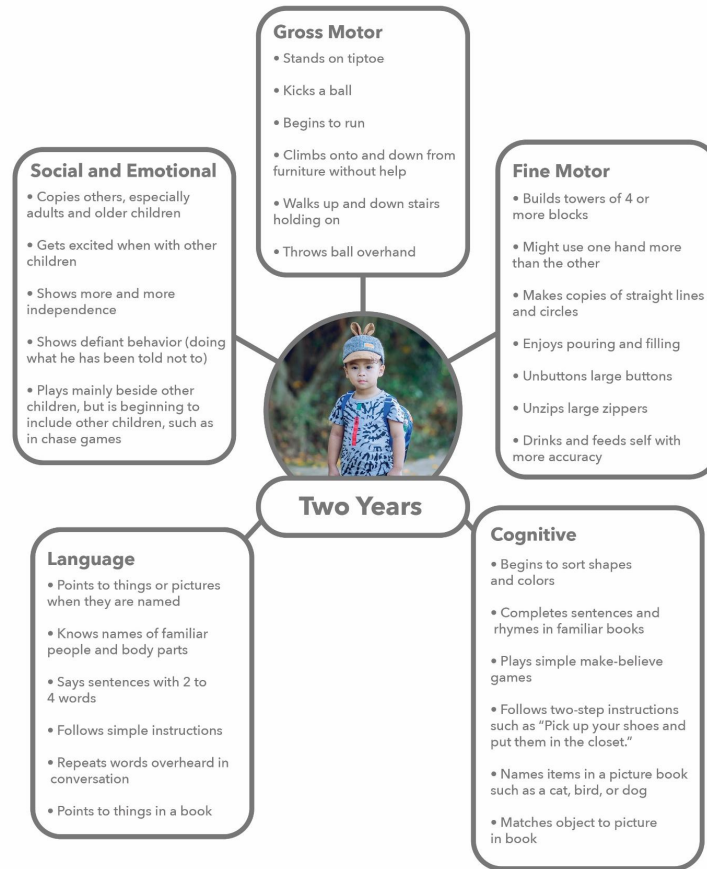 Gross Motor
• Stands on tiptoe
• Kicks a ball
• Begins to run
• Climbs onto and down from
furniture without help
• Walks up and down stairs
holding on
• Throws ball overhand
Social and Emotional
• Copies others, especially
adults and older children
• Gets excited when with other
children
• Shows more and more
independence
• Shows defiant behavior (doing
what he has been told not to)
• Plays mainly beside other
children, but is beginning to
include other children, such as
in chase games
Fine Motor
• Builds towers of 4 or
more blocks
• Might use one hand more
than the other
• Makes copies of straight lines
and circles
• Enjoys pouring and filling
• Unbuttons large buttons
• Unzips large zippers
• Drinks and feeds self with
more accuracy
Two Years
Language
• Points to things or pictures
when they are named
• Knows names of familiar
people and body parts
• Says sentences with 2 to
4 words
• Follows simple instructions
• Repeats words overheard in
conversation
• Points to things in a book
Cognitive
• Begins to sort shapes
and colors
• Completes sentences and
rhymes in familiar books
• Plays simple make-believe
games
• Follows two-step instructions
such as “Pick up your shoes and
put them in the closet.”
• Names items in a picture book
such as a cat, bird, or dog
• Matches object to picture
in book